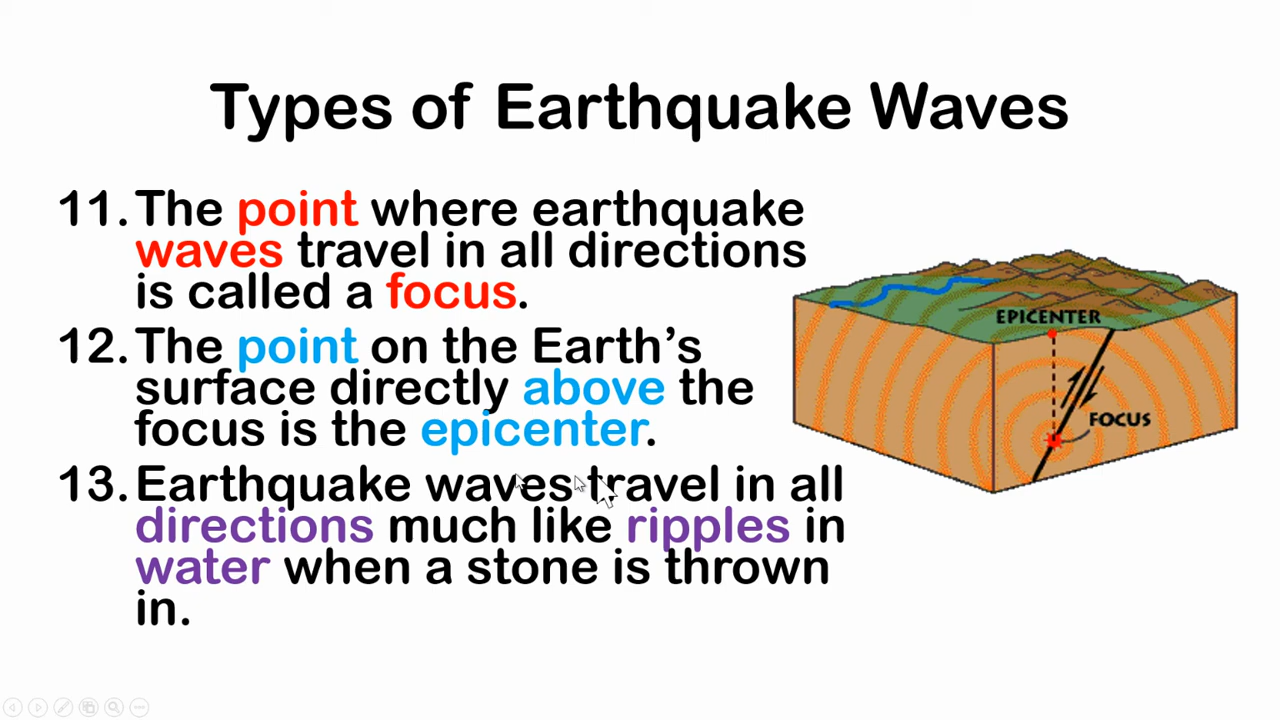 Types of Earthquake Waves
11. The point where earthquake
waves travel in all directions
is called a focus.
12. The point on the Earth's
surface directly above the
focus is the epicenter.
13. Earthquake waves travel in all
directions much like ripples in
water when a stone is thrown
in.
EPICENTER
FOCUS